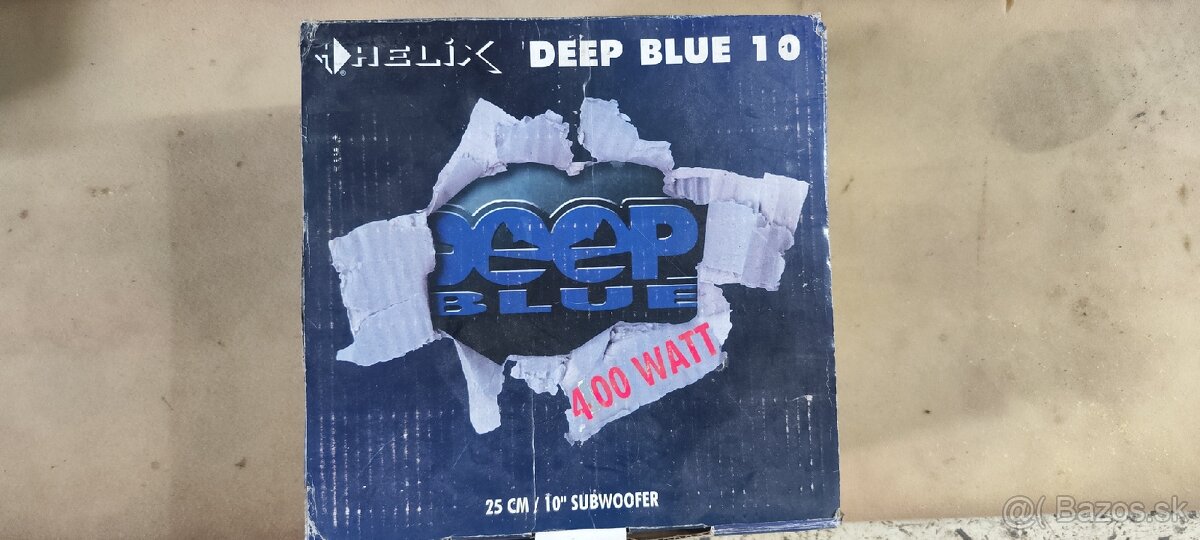 HELIX DEEP BLUE 10
DEEP
BLUE
400 WATT
25 CM / 10" SUBWOOFER
@( Bazos.sk